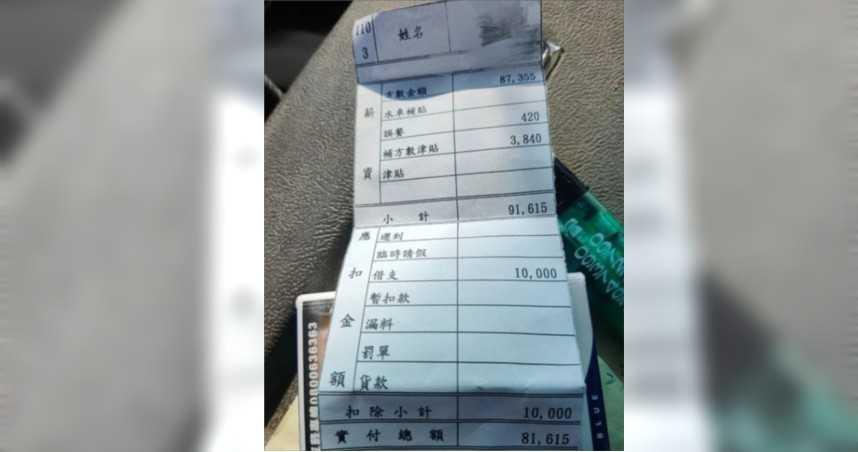 110
3
姓名
薪資
方數金額 87,355
水車補貼
誤餐 420
補方數津貼 3,840
津貼
小計 91,615
應扣金額
遲到
臨時請假
借支 10,000
暫扣款
漏料
罰單
貨款
扣除小計 10,000
實付總額 81,615
0800636363